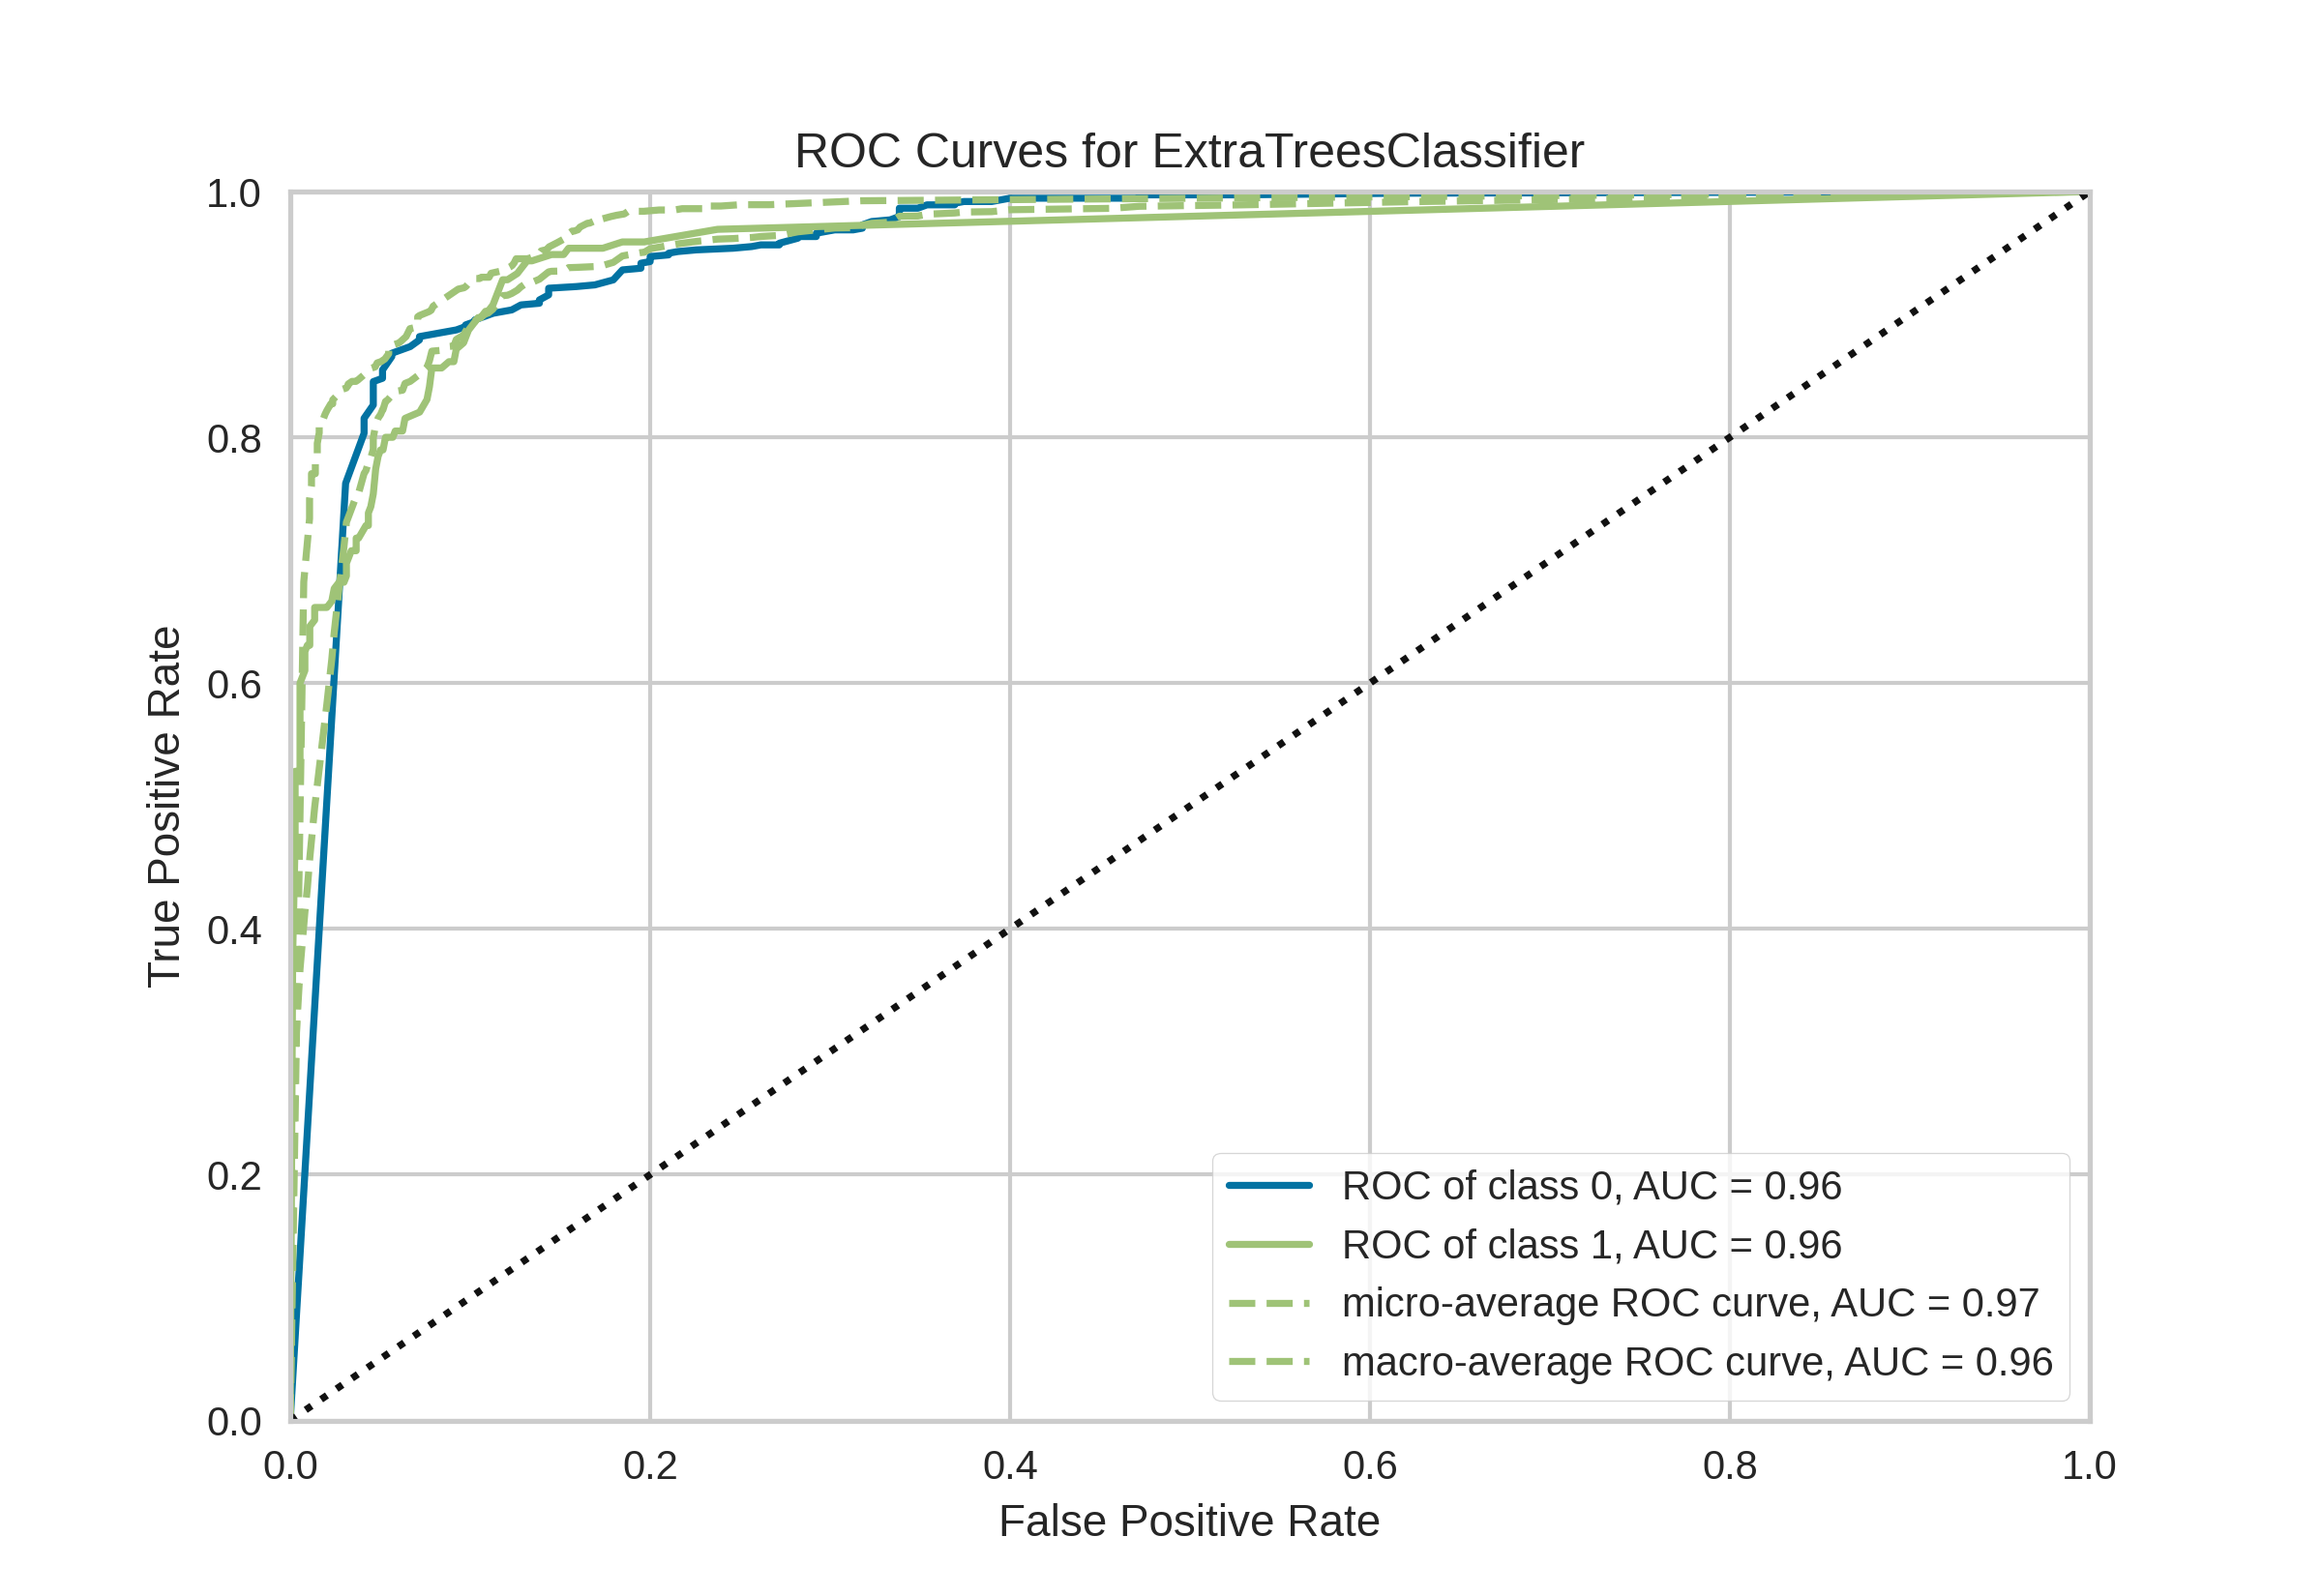 ROC Curves for ExtraTreesClassifier
1.0
0.8
0.6
0.4
0.2
0.0
True Positive Rate
0.0 0.2 0.4 0.6 0.8 1.0
False Positive Rate
ROC of class 0, AUC = 0.96
ROC of class 1, AUC = 0.96
micro-average ROC curve, AUC = 0.97
macro-average ROC curve, AUC = 0.96